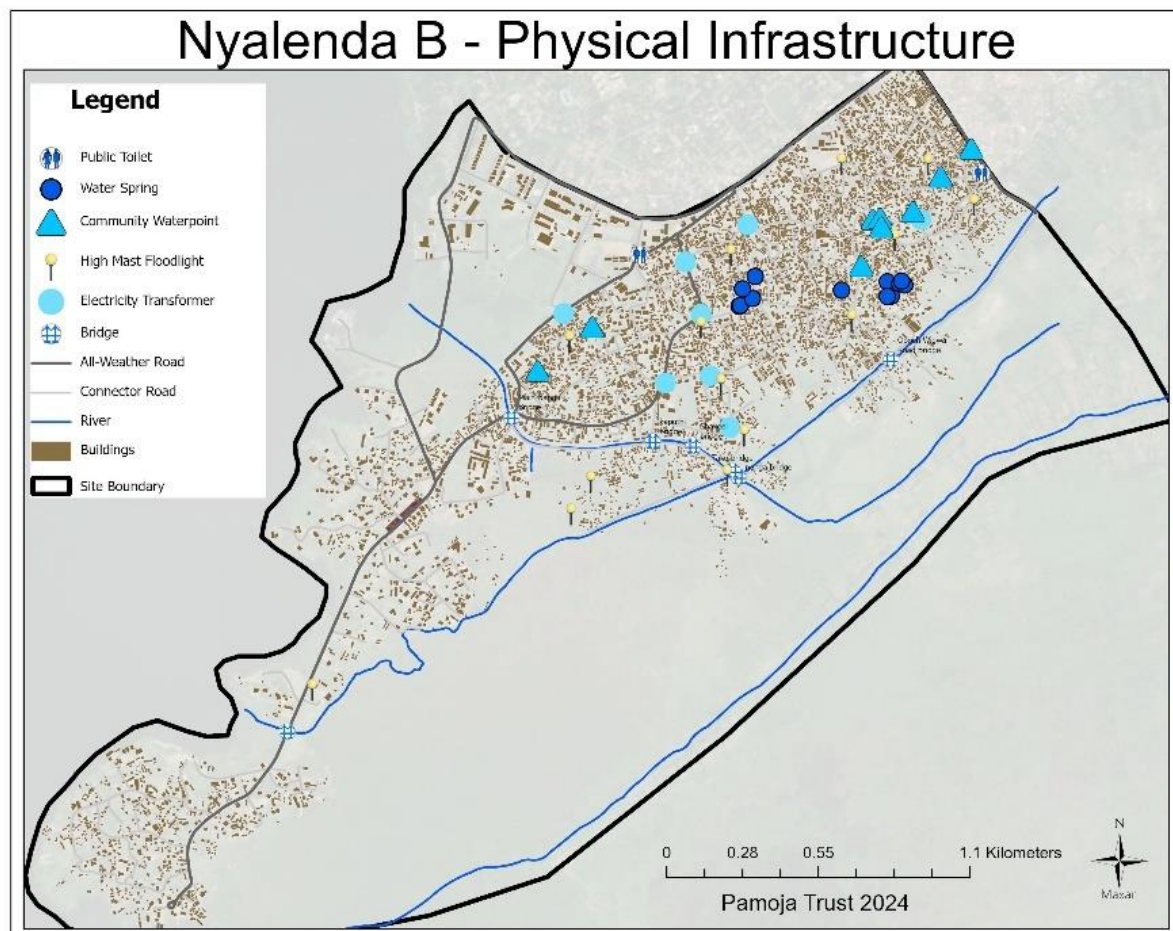 Nyalenda B - Physical Infrastructure
Legend
Public Toilet
Water Spring
Community Waterpoint
High Mast Floodlight
Electricity Transformer
Bridge
All-Weather Road
Connector Road
River
Buildings
Site Boundary
0 0.28 0.55 1.1 Kilometers
Pamoja Trust 2024
N
Maxar